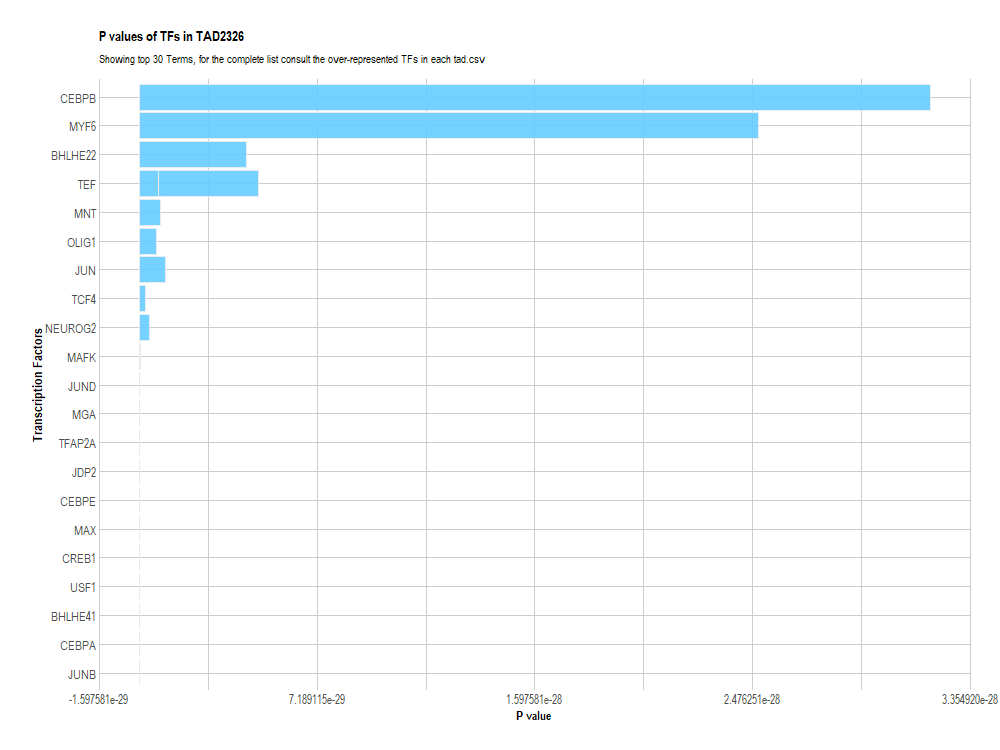 P values of TFs in TAD2326
Showing top 30 Terms, for the complete list consult the over-represented TFs in each tad.csv
Transcription Factors
CEBPB
MYF6
BHLHE22
TEF
MNT
OLIG1
JUN
TCF4
NEUROG2
MAFK
JUND
MGA
TFAP2A
JDP2
CEBPE
MAX
CREB1
USF1
BHLHE41
CEBPA
JUNB
-1.597581e-29 7.189115e-29 1.597581e-28 2.476251e-28 3.354920e-28
P value